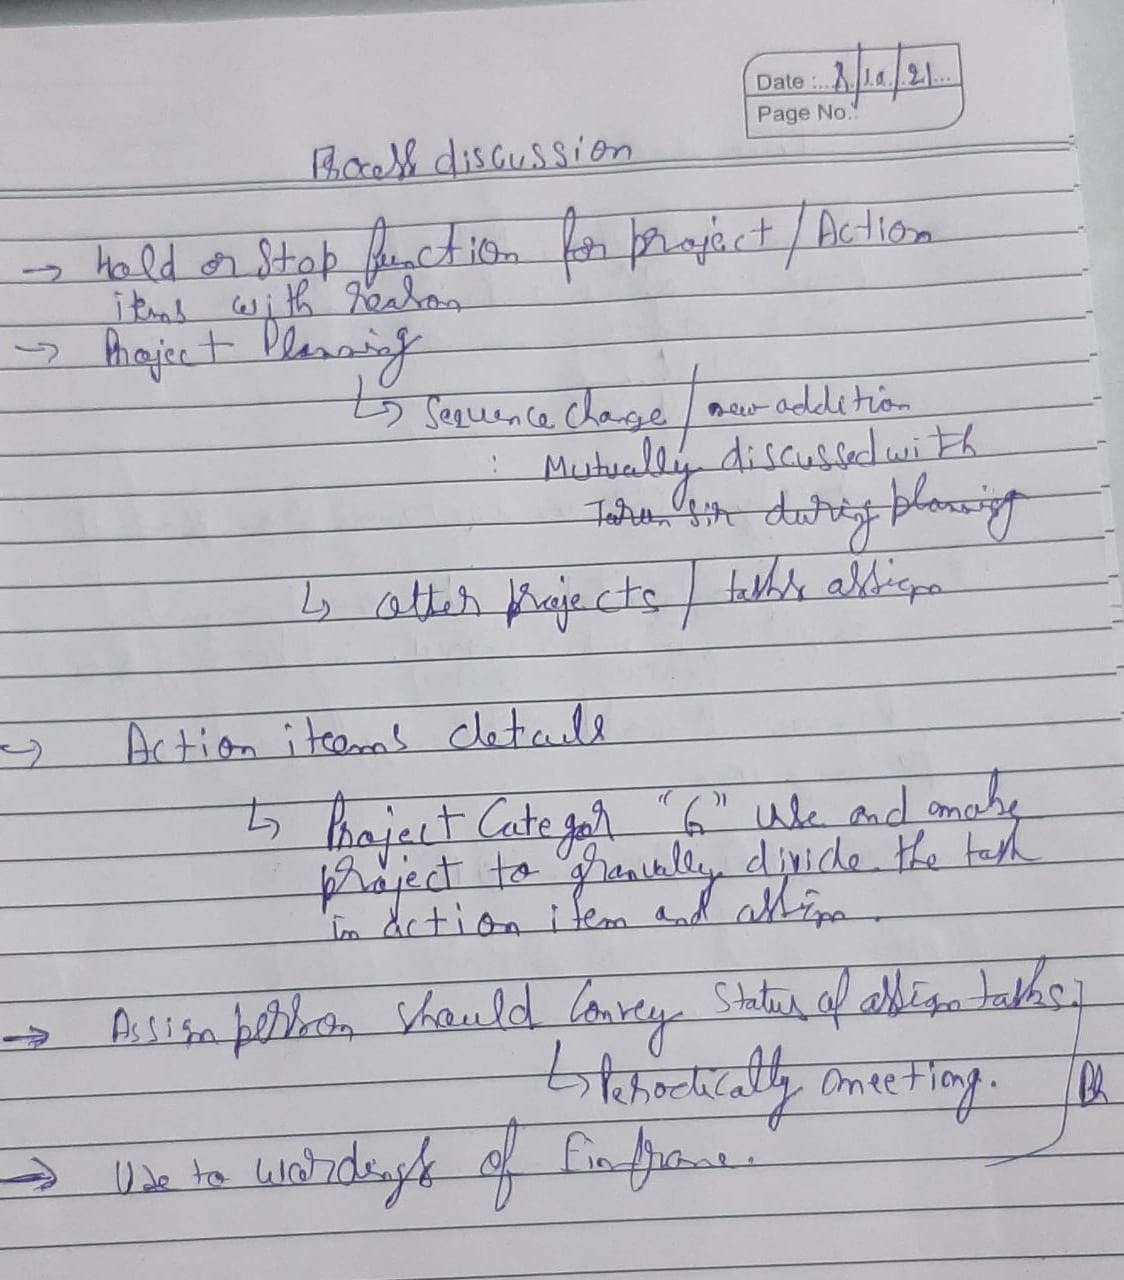 Date : 8/10/21
Page No.:
Process discussion
→ Hold or Stop function for project / Action
items with reason
→ Project Planning
↳ Sequence change / new addition
: Mutually discussed with
Tarun sir during planning
↳ other projects / tasks assign
→ Action items details
↳ Project Category "G" use and make
project to granually divide the task
in action item and assign.
→ Assign person should convey status of assign tasks.
↳ Periodically meeting.
→ Use to wordings of